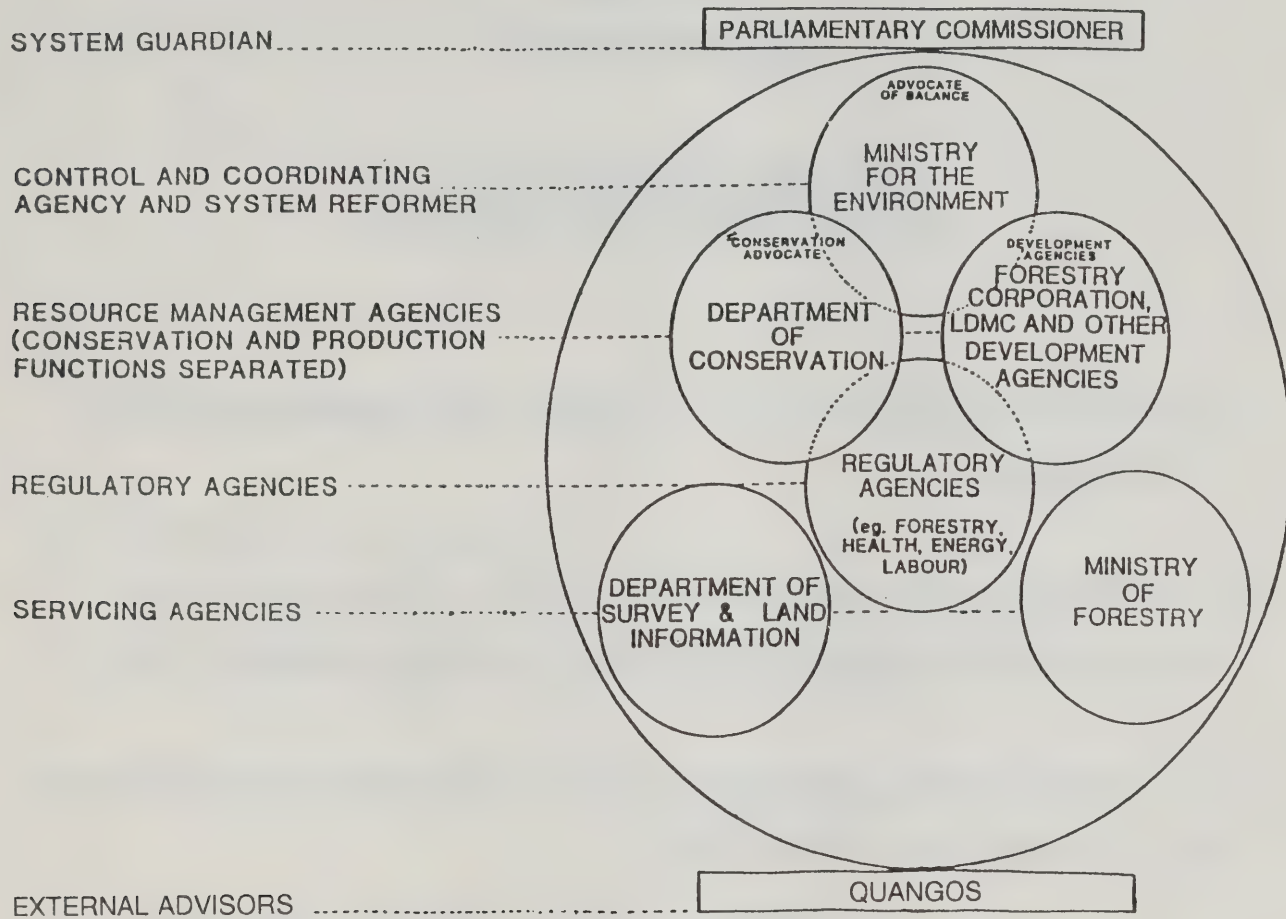 SYSTEM GUARDIAN
PARLIAMENTARY COMMISSIONER
ADVOCATE
OF BALANCE
MINISTRY
FOR THE
ENVIRONMENT
CONTROL AND COORDINATING
AGENCY AND SYSTEM REFORMER
CONSERVATION
ADVOCATE
DEPARTMENT
OF
CONSERVATION
DEVELOPMENT
AGENCIES
FORESTRY
CORPORATION,
LDMC AND OTHER
DEVELOPMENT
AGENCIES
RESOURCE MANAGEMENT AGENCIES
(CONSERVATION AND PRODUCTION
FUNCTIONS SEPARATED)
REGULATORY AGENCIES
REGULATORY
AGENCIES
(eg. FORESTRY,
HEALTH, ENERGY,
LABOUR)
SERVICING AGENCIES
DEPARTMENT OF
SURVEY & LAND
INFORMATION
MINISTRY
OF
FORESTRY
EXTERNAL ADVISORS
QUANGOS